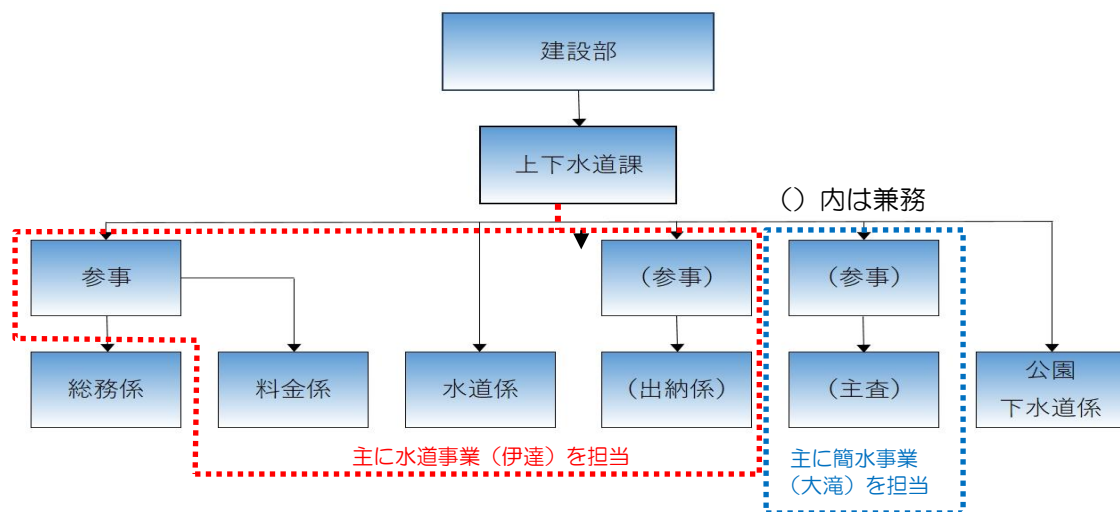 建設部
上下水道課
（）内は兼務
参事
（参事）
（参事）
総務係
料金係
水道係
（出納係）
（主査）
公園
下水道係
主に水道事業（伊達）を担当
主に簡水事業
（大滝）を担当